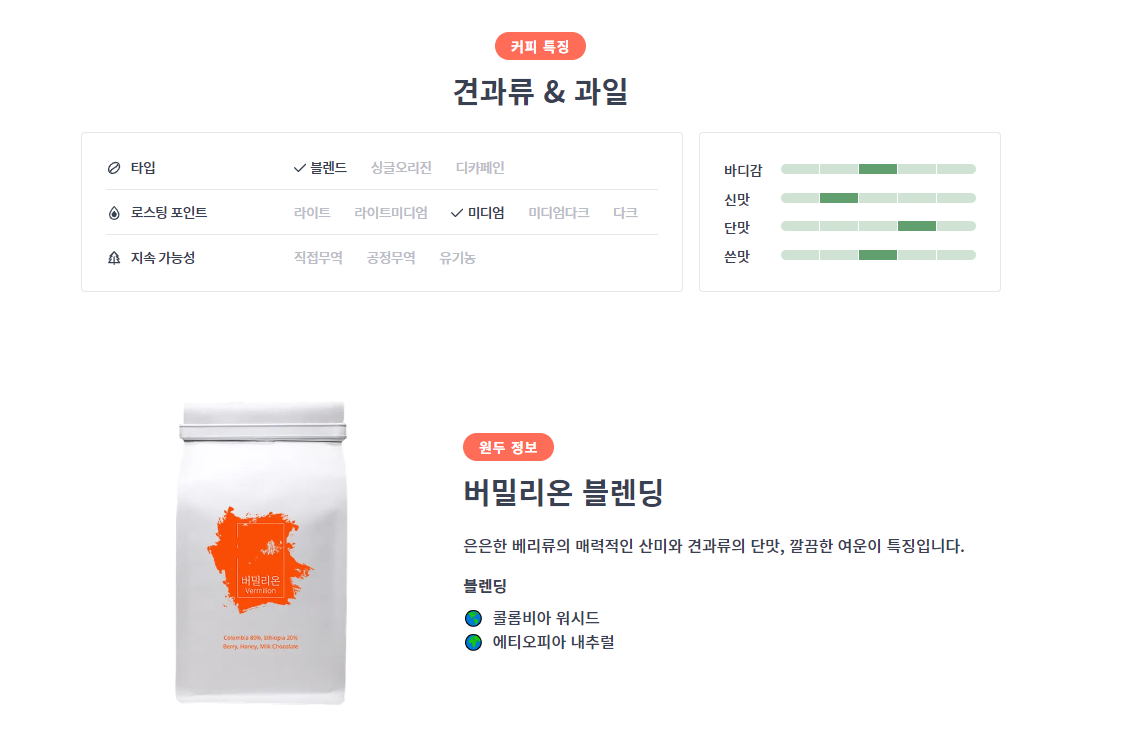 커피 특징
견과류 & 과일
타입 블렌드 싱글오리진 디카페인
로스팅 포인트 라이트 라이트미디엄 미디엄 미디엄다크 다크
지속 가능성 직접무역 공정무역 유기농
바디감
신맛
단맛
쓴맛
버밀리온
Vermilion
Colombia 80%, Ethiopia 20%
Berry, Honey, Milk Chocolate
원두 정보
버밀리온 블렌딩
은은한 베리류의 매력적인 산미와 견과류의 단맛, 깔끔한 여운이 특징입니다.
블렌딩
콜롬비아 워시드
에티오피아 내추럴